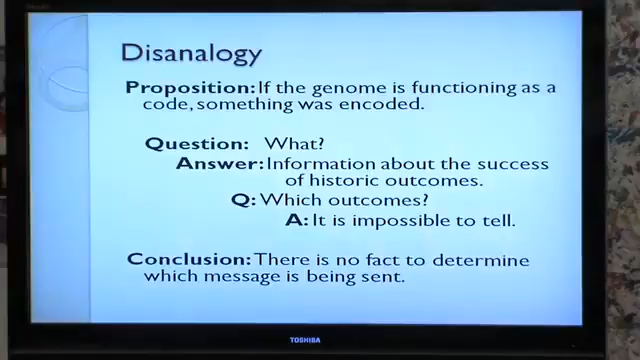 Disanalogy
Proposition: If the genome is functioning as a
code, something was encoded.
Question: What?
Answer: Information about the success
of historic outcomes.
Q: Which outcomes?
A: It is impossible to tell.
Conclusion: There is no fact to determine
which message is being sent.
TOSHIBA